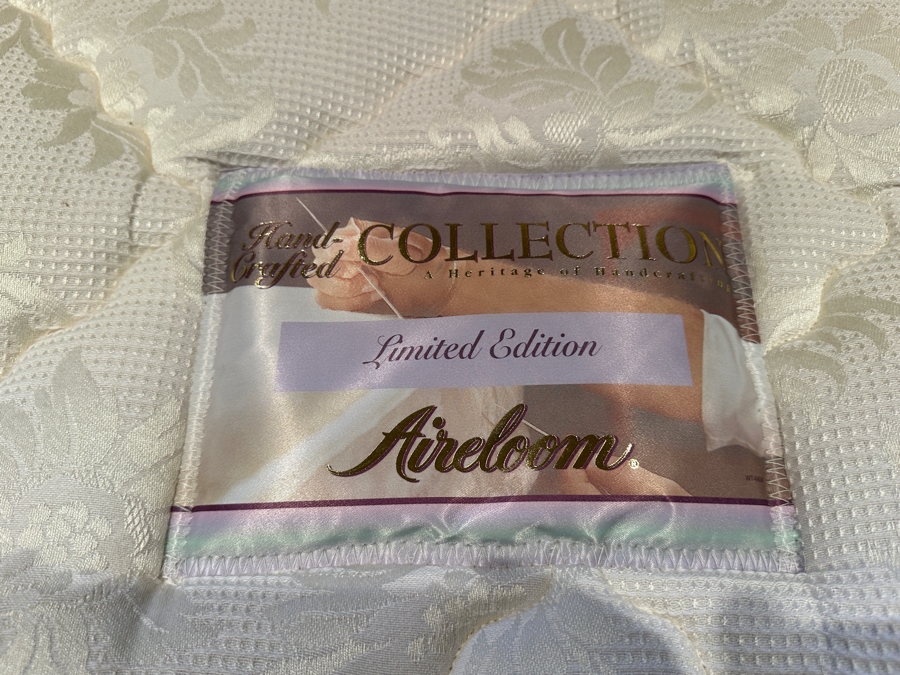 Hand-
Crafted
COLLECTION
A Heritage of
Limited Edition
Aireloom®